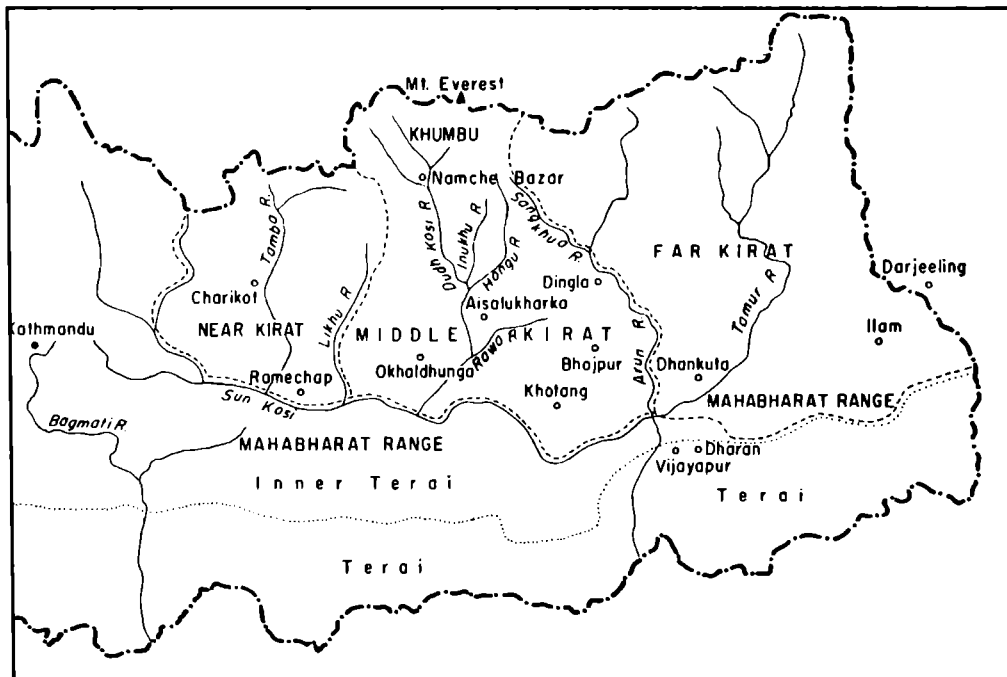 Mt. Everest
KHUMBU
Namche Bazar
Tamba R.
Dudh Kosi R
Inukhu R
Hongu R
Sangkhua R.
FAR KIRAT
Darjeeling
Charikot
Dingla
Aisalukharka
Likhu R
NEAR KIRAT
MIDDLE KIRAT
Rawa
Tamur R
Ilam
Kathmandu
Okhaldhunga
Bhojpur
Arun R.
Dhankuta
Ramechap
Khotang
Sun Kosi
MAHABHARAT RANGE
Bagmati R.
MAHABHARAT RANGE
Dharan
Vijayapur
Inner Terai
Terai
Terai